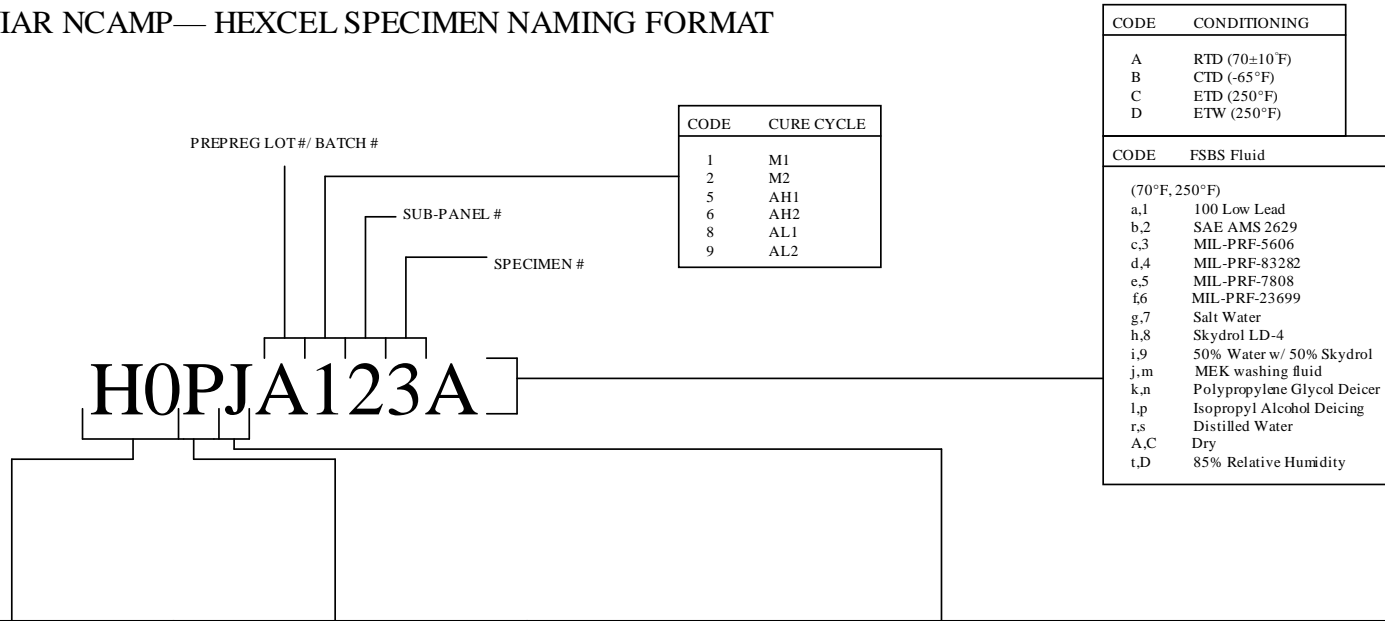 IAR NCAMP— HEXCEL SPECIMEN NAMING FORMAT
CODE CONDITIONING
A RTD (70±10°F)
B CTD (-65°F)
C ETD (250°F)
D ETW (250°F)
PREPREG LOT #/ BATCH #
CODE CURE CYCLE
1 M1
2 M2
5 AH1
6 AH2
8 AL1
9 AL2
SUB-PANEL #
SPECIMEN #
CODE FSBS Fluid
(70°F, 250°F)
a,1 100 Low Lead
b,2 SAE AMS 2629
c,3 MIL-PRF-5606
d,4 MIL-PRF-83282
e,5 MIL-PRF-7808
f,6 MIL-PRF-23699
g,7 Salt Water
h,8 Skydrol LD-4
i,9 50% Water w/ 50% Skydrol
j,m MEK washing fluid
k,n Polypropylene Glycol Deicer
l,p Isopropyl Alcohol Deicing
r,s Distilled Water
A,C Dry
t,D 85% Relative Humidity
H0PJA123A